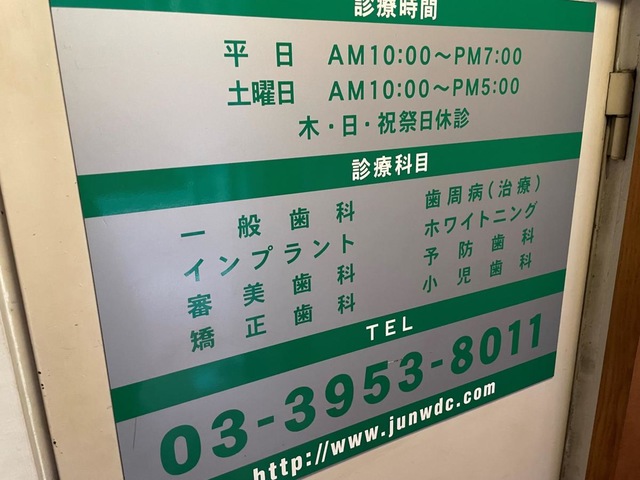 診療時間
平日 AM10:00～PM7:00
土曜日 AM10:00～PM5:00
木・日・祝祭日休診
診療科目
一般歯科 歯周病(治療)
インプラント ホワイトニング
審美歯科 予防歯科
矯正歯科 小児歯科
TEL
03-3953-8011
http://www.junwdc.com